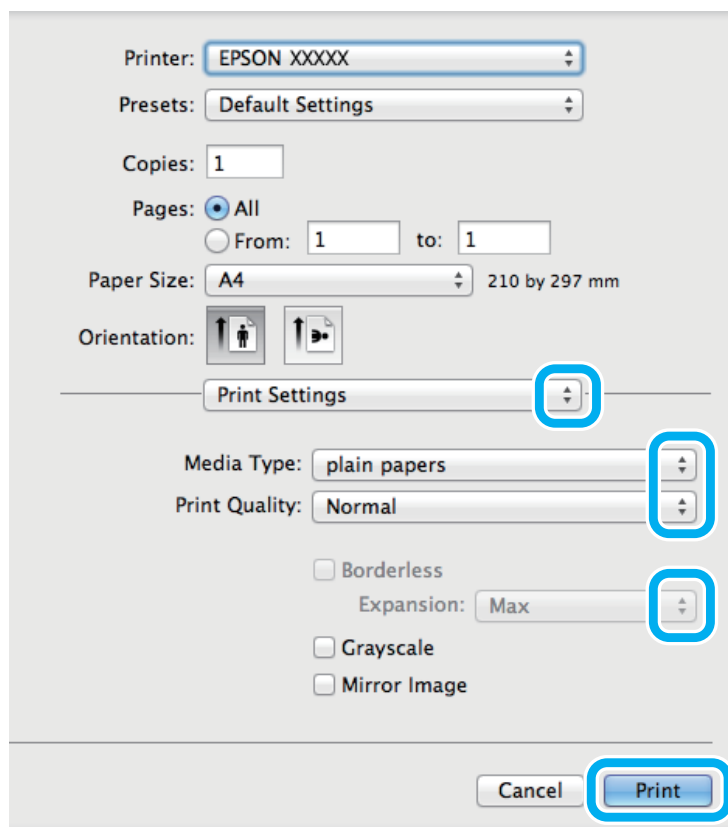 Printer: EPSON XXXXX
Presets: Default Settings
Copies: 1
Pages: All
From: 1 to: 1
Paper Size: A4 210 by 297 mm
Orientation:
Print Settings
Media Type: plain papers
Print Quality: Normal
Borderless
Expansion: Max
Grayscale
Mirror Image
Cancel Print